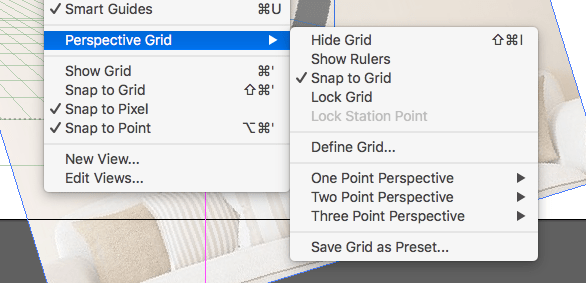 ✓ Smart Guides ⌘U
Perspective Grid ▶
Show Grid ⌘'
Snap to Grid ⇧⌘'
✓ Snap to Pixel
✓ Snap to Point ⌥⌘'
New View...
Edit Views...
Hide Grid ⇧⌘I
Show Rulers
✓ Snap to Grid
Lock Grid
Lock Station Point
Define Grid...
One Point Perspective ▶
Two Point Perspective ▶
Three Point Perspective ▶
Save Grid as Preset...